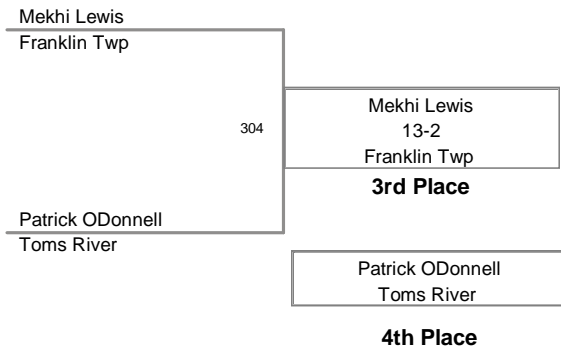 Mekhi Lewis
Franklin Twp
304
Mekhi Lewis
13-2
Franklin Twp
3rd Place
Patrick ODonnell
Toms River
Patrick ODonnell
Toms River
4th Place